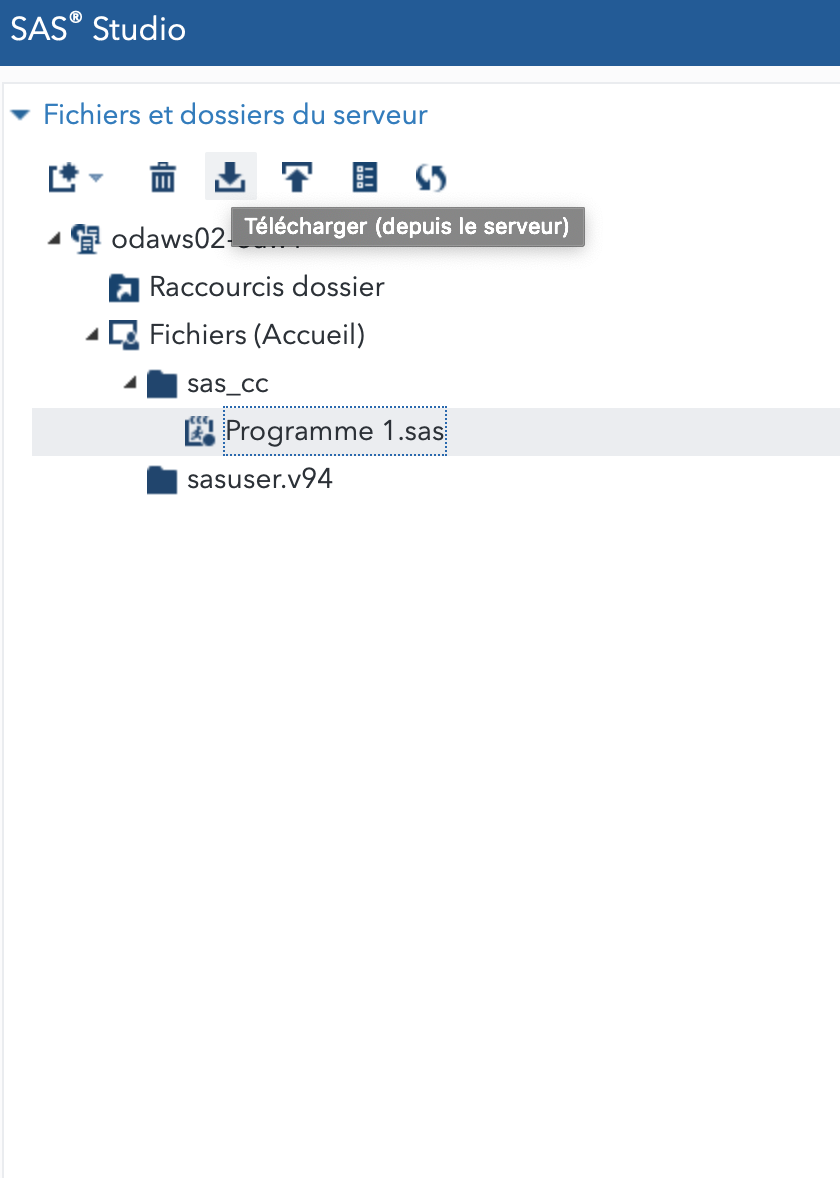 SAS® Studio
Fichiers et dossiers du serveur
Télécharger (depuis le serveur)
odaws02-
Raccourcis dossier
Fichiers (Accueil)
sas_cc
Programme 1.sas
sasuser.v94